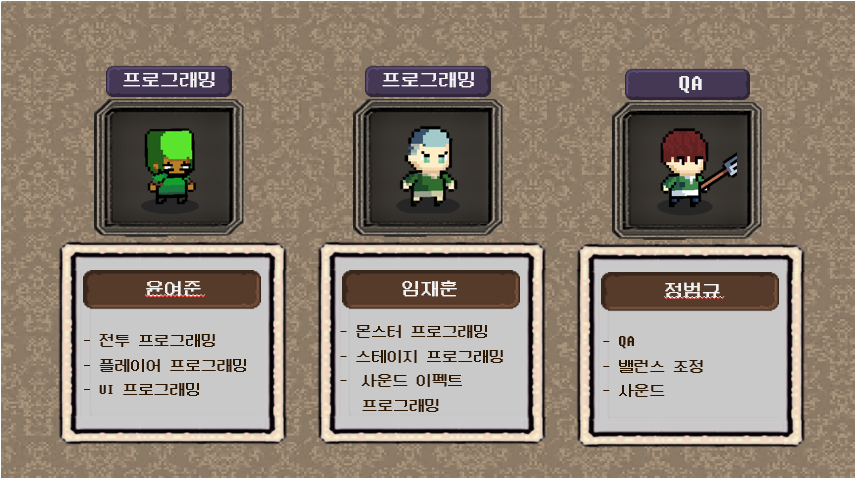 프로그래밍
프로그래밍
QA
윤여준
- 전투 프로그래밍
- 플레이어 프로그래밍
- UI 프로그래밍
임재훈
- 몬스터 프로그래밍
- 스테이지 프로그래밍
- 사운드 이펙트
프로그래밍
정범규
- QA
- 밸런스 조정
- 사운드